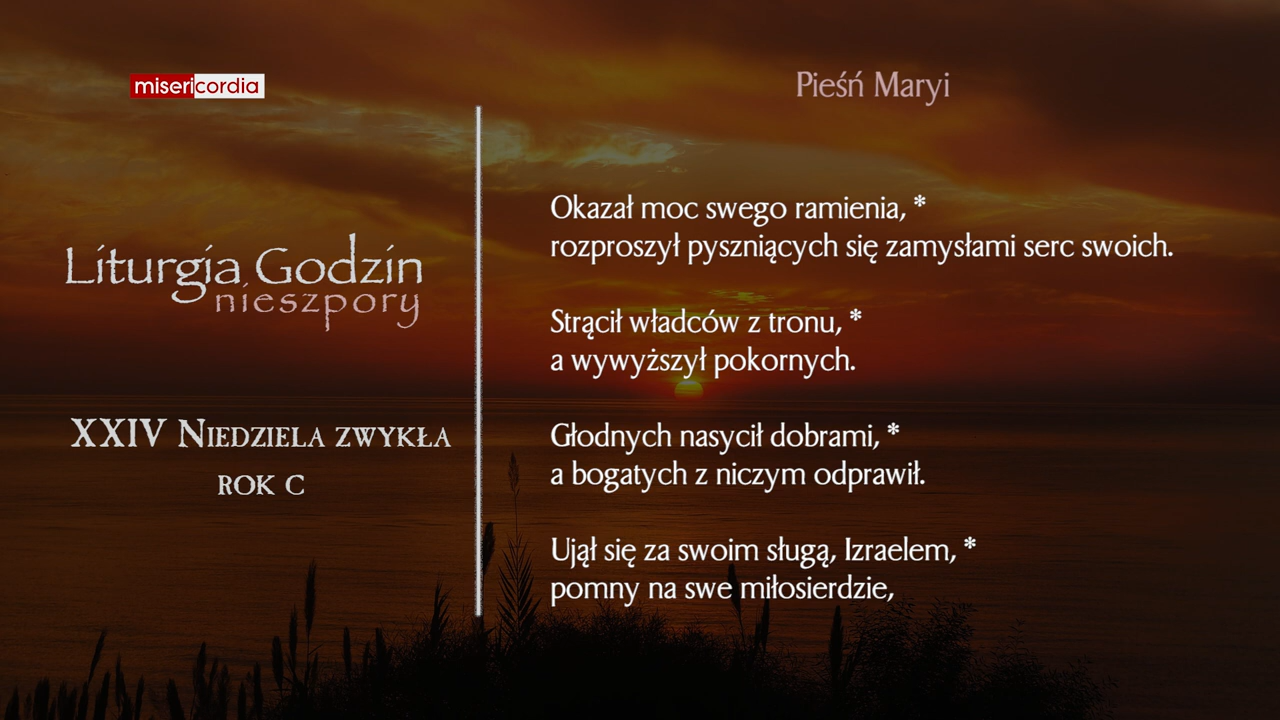 misericordia
Pieśń Maryi
Liturgia Godzin
nieszpory
XXIV Niedziela zwykła
rok C
Okazał moc swego ramienia, *
rozproszył pyszniących się zamysłami serc swoich.
Strącił władców z tronu, *
a wywyższył pokornych.
Głodnych nasycił dobrami, *
a bogatych z niczym odprawił.
Ujął się za swoim sługą, Izraelem, *
pomny na swe miłosierdzie,